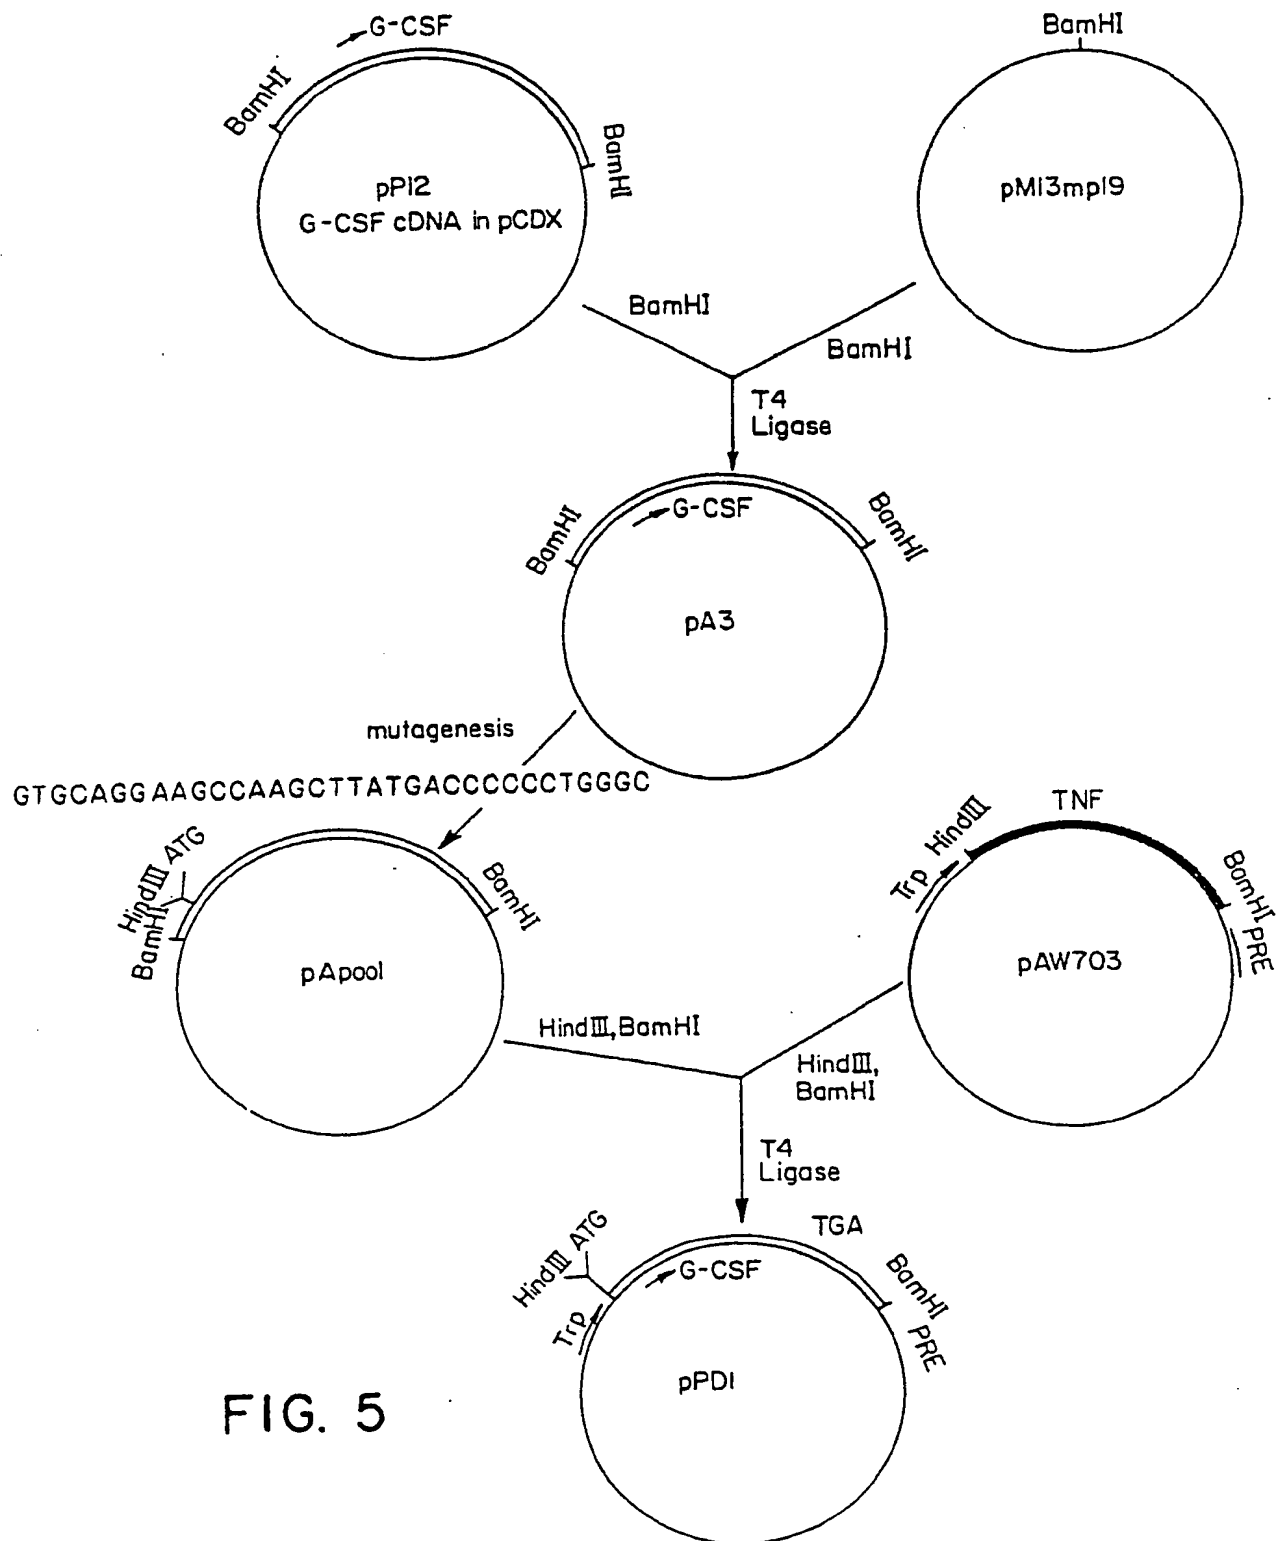 G-CSF
BamHI
BamHI
pP12
G-CSF cDNA in pCDX
BamHI
pM13mp19
BamHI
BamHI
T4
Ligase
BamHI
G-CSF
BamHI
pA3
mutagenesis
GTGCAGGAAGCCAAGCTTATGACCCCCCTGGGC
HindIII
ATG
BamHI
BamHI
pApool
Trp
HindIII
TNF
BamHI
PRE
pAW703
HindIII,BamHI
HindIII,
BamHI
T4
Ligase
HindIII
ATG
TGA
G-CSF
BamHI
Trp
PRE
pPD1
FIG. 5